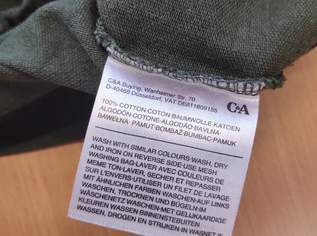 C&A Buying, Wanheimer Str. 70
D-40468 Düsseldorf, VAT DE811809155
C&A
100% COTTON·COTON·BAUMWOLLE·KATOEN
ALGODÓN·COTONE·ALGODÃO·BAVLNA·
BAWEŁNA· PAMUT·BOMBAŽ·BUMBAC·PAMUK
WASH WITH SIMILAR COLOURS-WASH, DRY
AND IRON ON REVERSE SIDE-USE MESH
WASHING BAG-LAVER AVEC COULEURS DE
MEME TON-LAVER, SECHER ET REPASSER
SUR L'ENVERS-UTILISER UN FILET DE LAVAGE
MIT ÄHNLICHEN FARBEN WASCHEN-AUF LINKS
WASCHEN, TROCKNEN UND BÜGELN-IM
WÄSCHENETZ WASCHEN-MET GELIJKAARDIGE
KLEUREN WASSEN BINNENSTEBUITEN
WASSEN, DROGEN EN STRIJKEN-IN WASNET